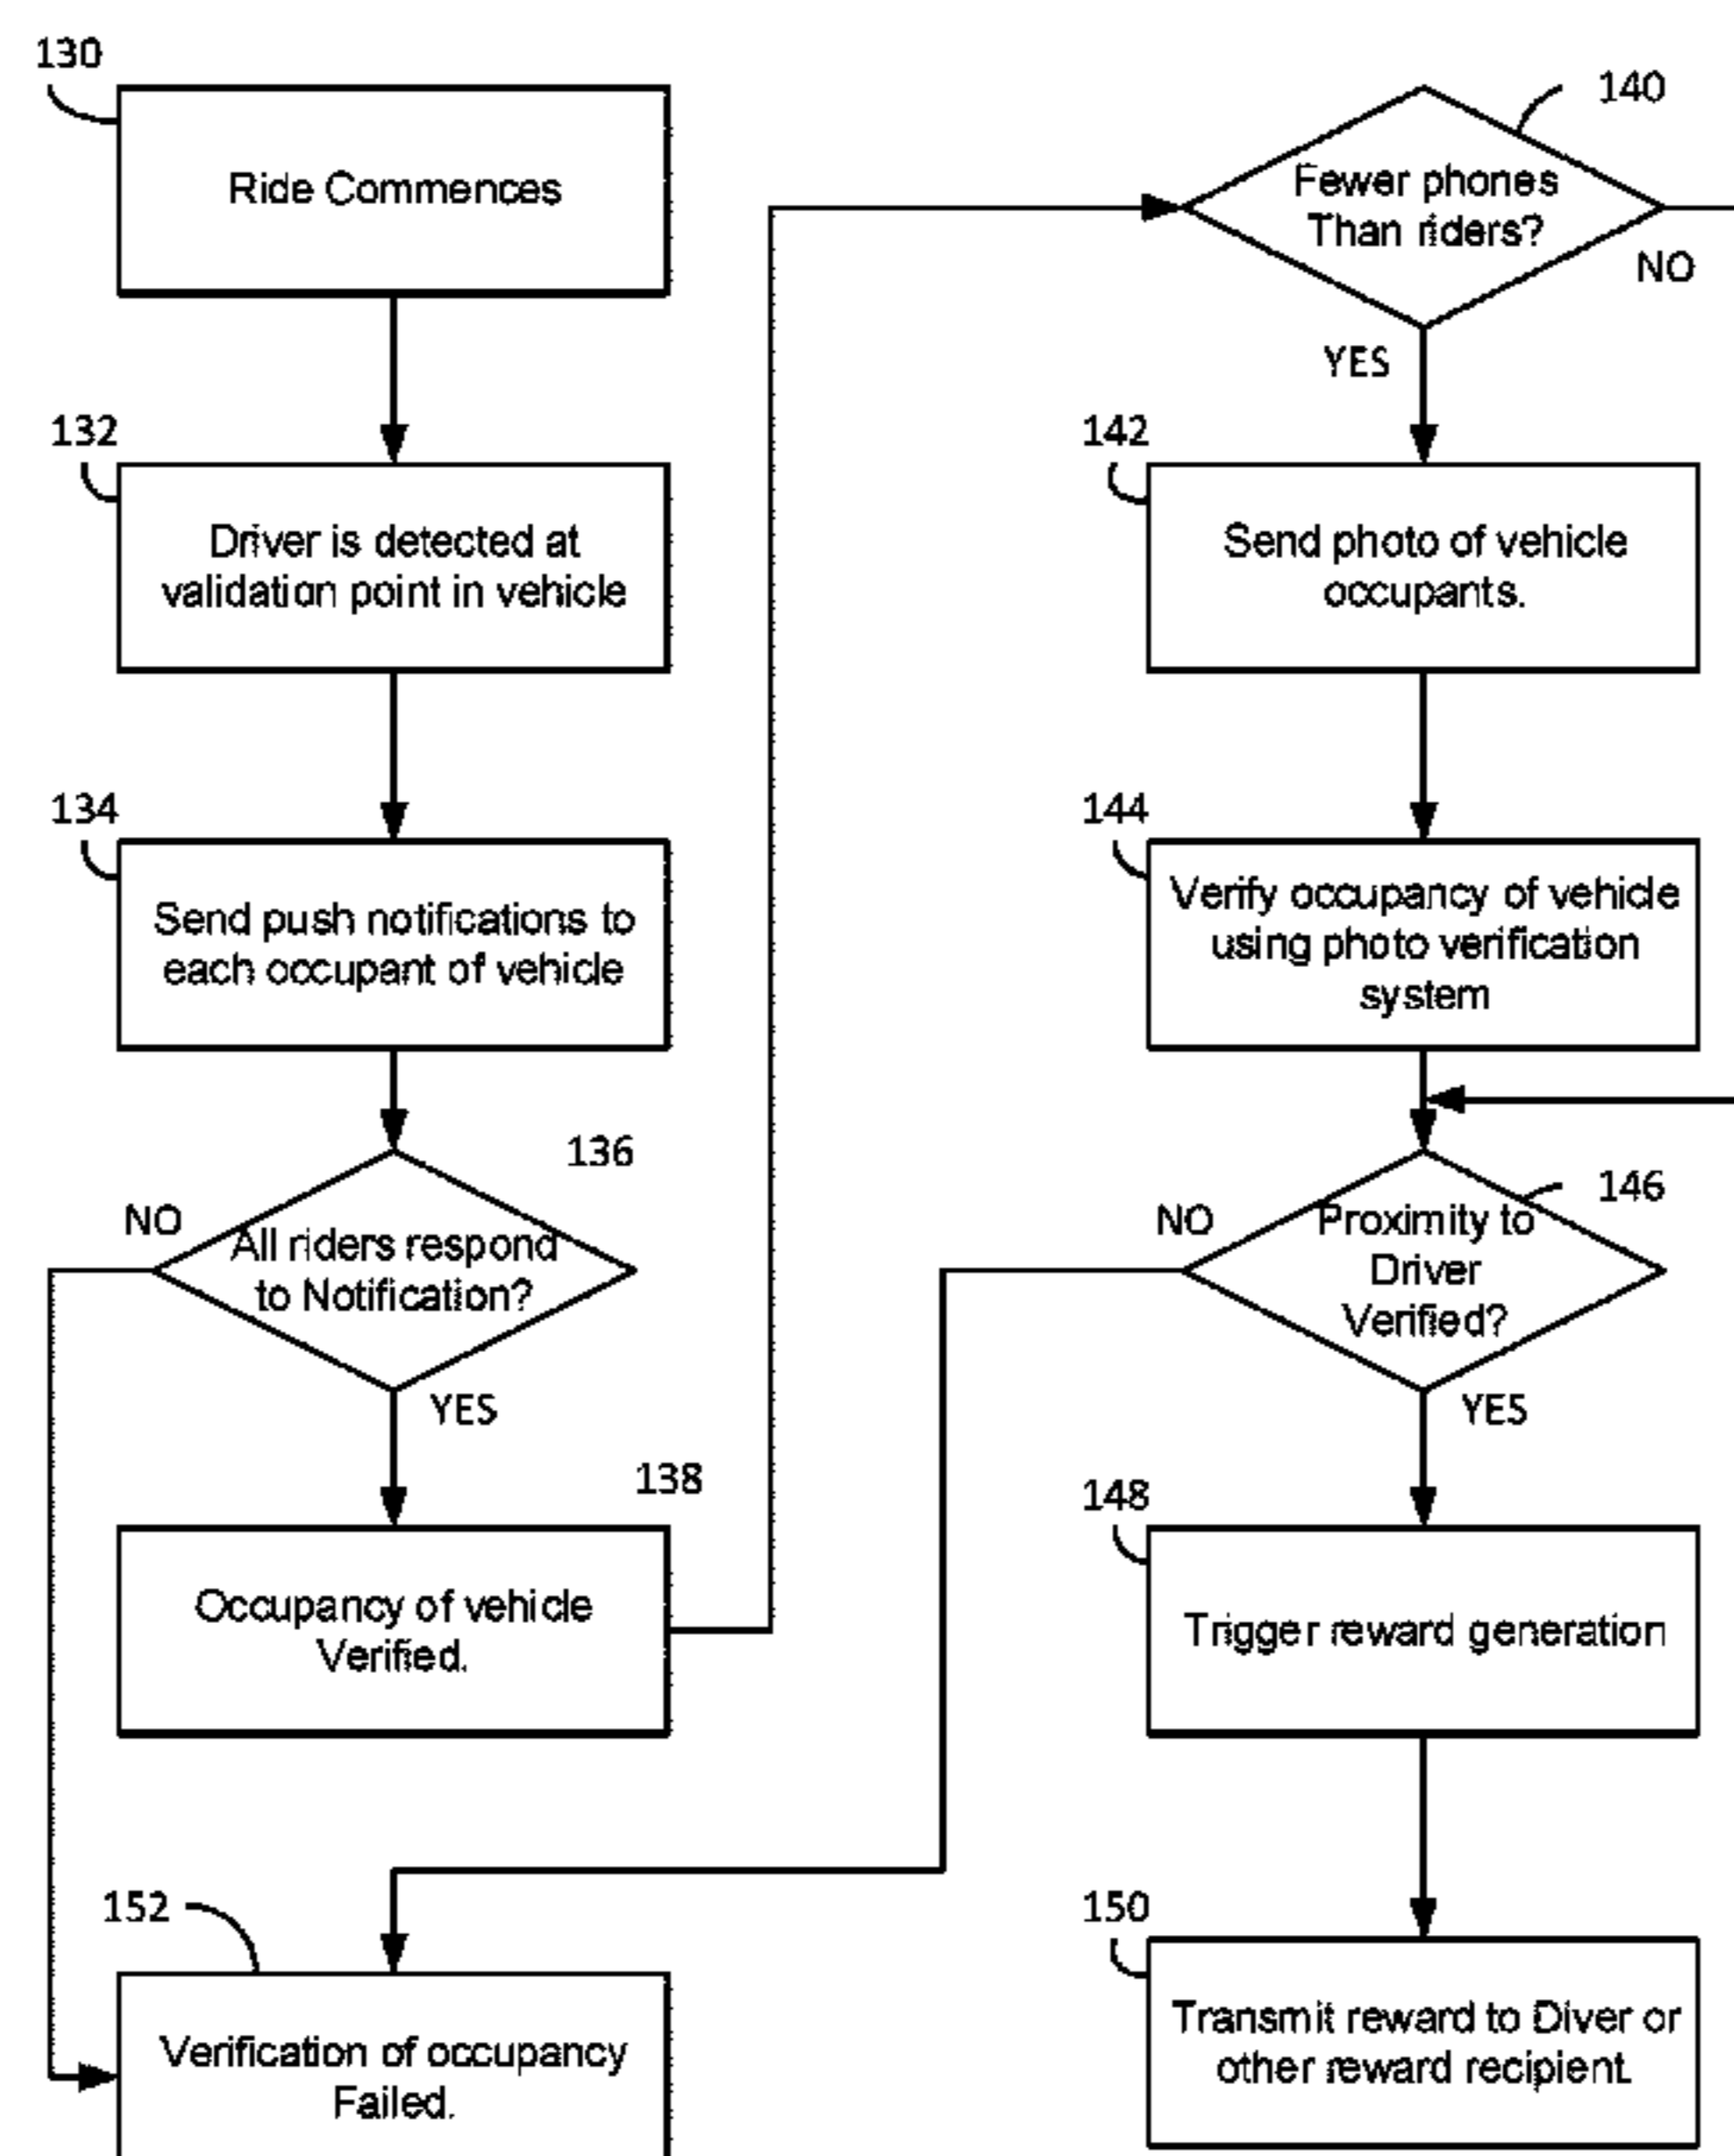 130
Ride Commences
132
Driver is detected at
validation point in vehicle
134
Send push notifications to
each occupant of vehicle
136
NO
All riders respond
to Notification?
YES
138
Occupancy of vehicle
Verified.
152
Verification of occupancy
Failed.
140
Fewer phones
Than riders?
NO
YES
142
Send photo of vehicle
occupants.
144
Verify occupancy of vehicle
using photo verification
system
146
NO
Proximity to
Driver
Verified?
YES
148
Trigger reward generation
150
Transmit reward to Diver or
other reward recipient.